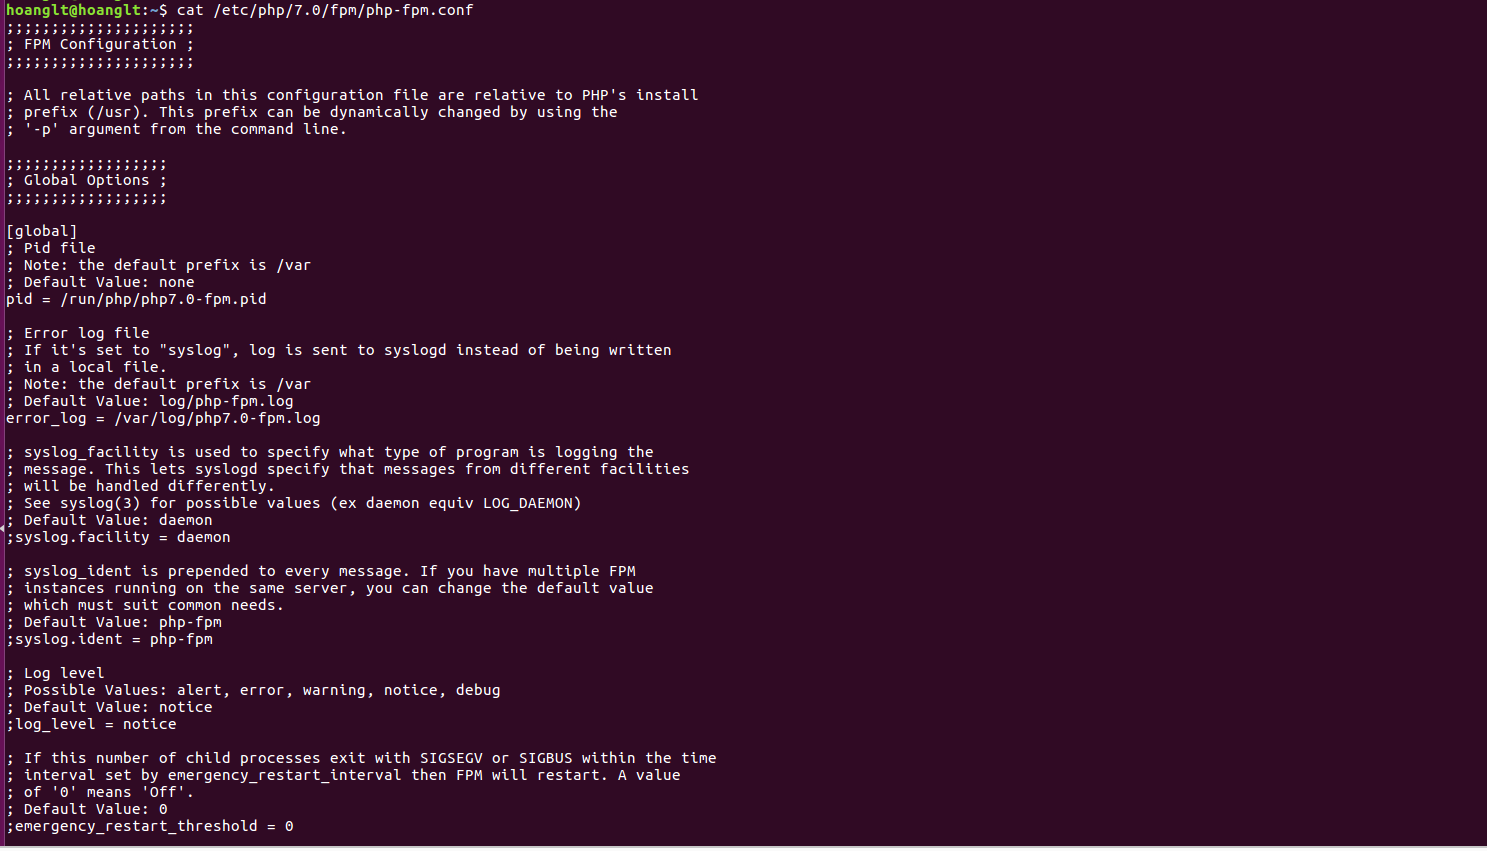 hoanglt@hoanglt:~$ cat /etc/php/7.0/fpm/php-fpm.conf
;;;;;;;;;;;;;;;;;;;;;
; FPM Configuration ;
;;;;;;;;;;;;;;;;;;;;;
; All relative paths in this configuration file are relative to PHP's install
; prefix (/usr). This prefix can be dynamically changed by using the
; '-p' argument from the command line.
;;;;;;;;;;;;;;;;;;
; Global Options ;
;;;;;;;;;;;;;;;;;;
[global]
; Pid file
; Note: the default prefix is /var
; Default Value: none
pid = /run/php/php7.0-fpm.pid
; Error log file
; If it's set to "syslog", log is sent to syslogd instead of being written
; in a local file.
; Note: the default prefix is /var
; Default Value: log/php-fpm.log
error_log = /var/log/php7.0-fpm.log
; syslog_facility is used to specify what type of program is logging the
; message. This lets syslogd specify that messages from different facilities
; will be handled differently.
; See syslog(3) for possible values (ex daemon equiv LOG_DAEMON)
; Default Value: daemon
;syslog.facility = daemon
; syslog_ident is prepended to every message. If you have multiple FPM
; instances running on the same server, you can change the default value
; which must suit common needs.
; Default Value: php-fpm
;syslog.ident = php-fpm
; Log level
; Possible Values: alert, error, warning, notice, debug
; Default Value: notice
;log_level = notice
; If this number of child processes exit with SIGSEGV or SIGBUS within the time
; interval set by emergency_restart_interval then FPM will restart. A value
; of '0' means 'Off'.
; Default Value: 0
;emergency_restart_threshold = 0